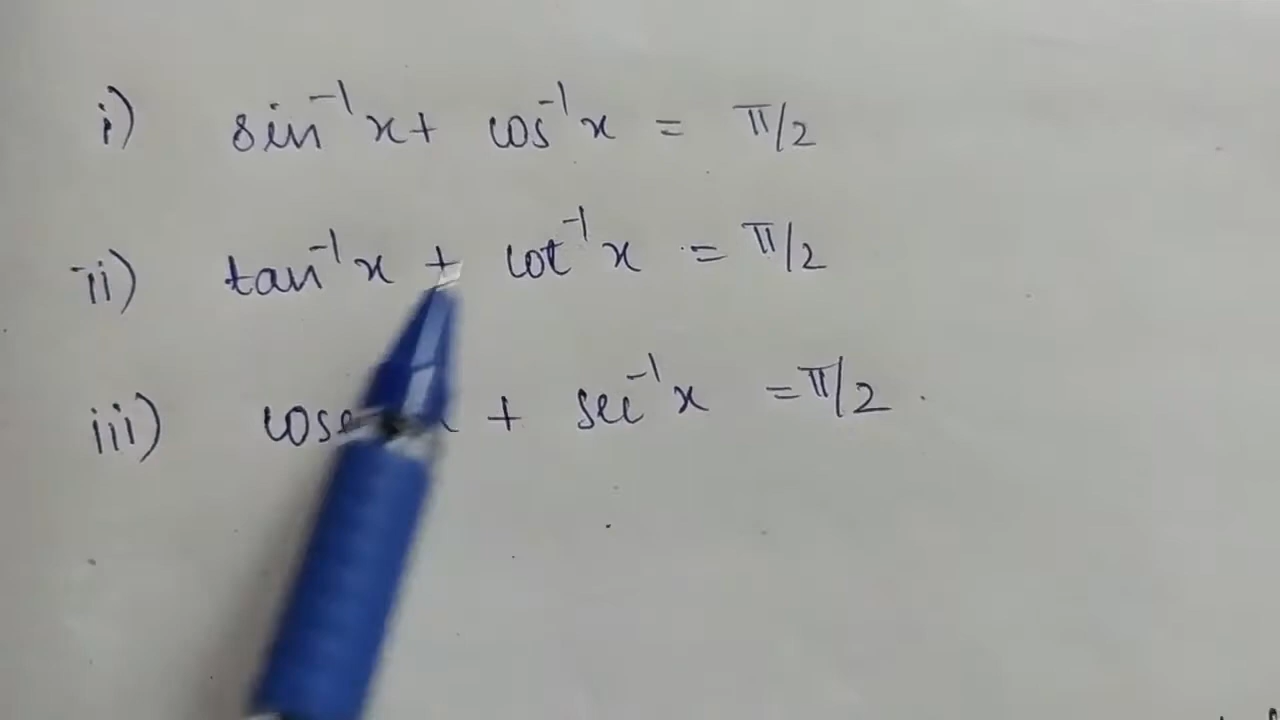 i) sin⁻¹x + cos⁻¹x = π/2
ii) tan⁻¹x + cot⁻¹x = π/2
iii) + sec⁻¹x = π/2.